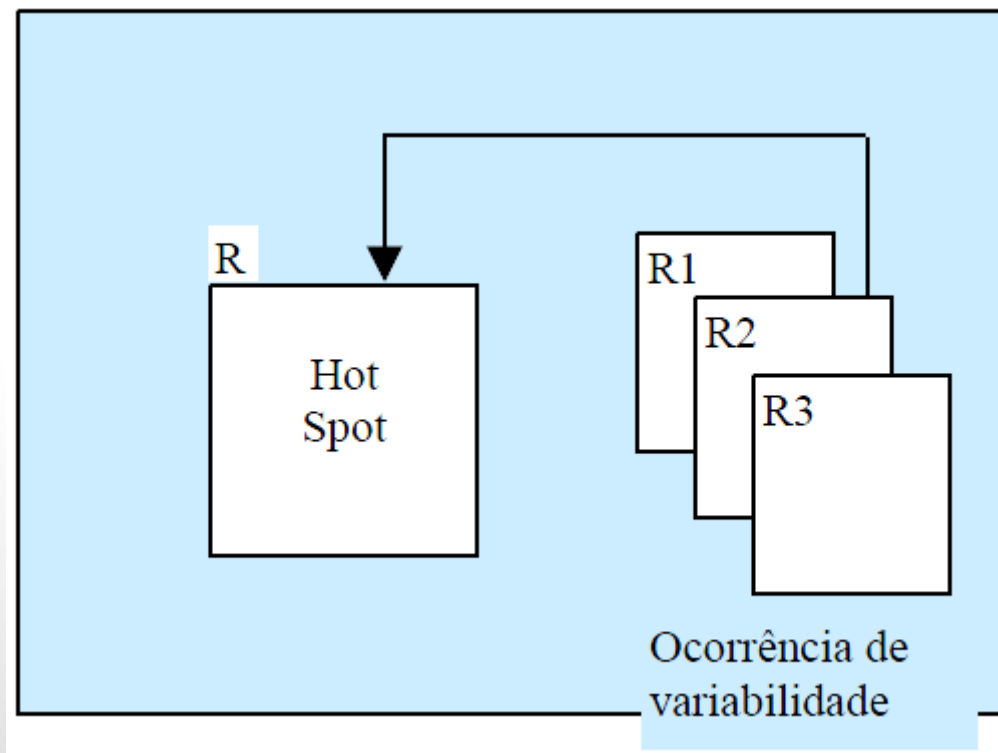 R
Hot
Spot
R1
R2
R3
Ocorrência de
variabilidade